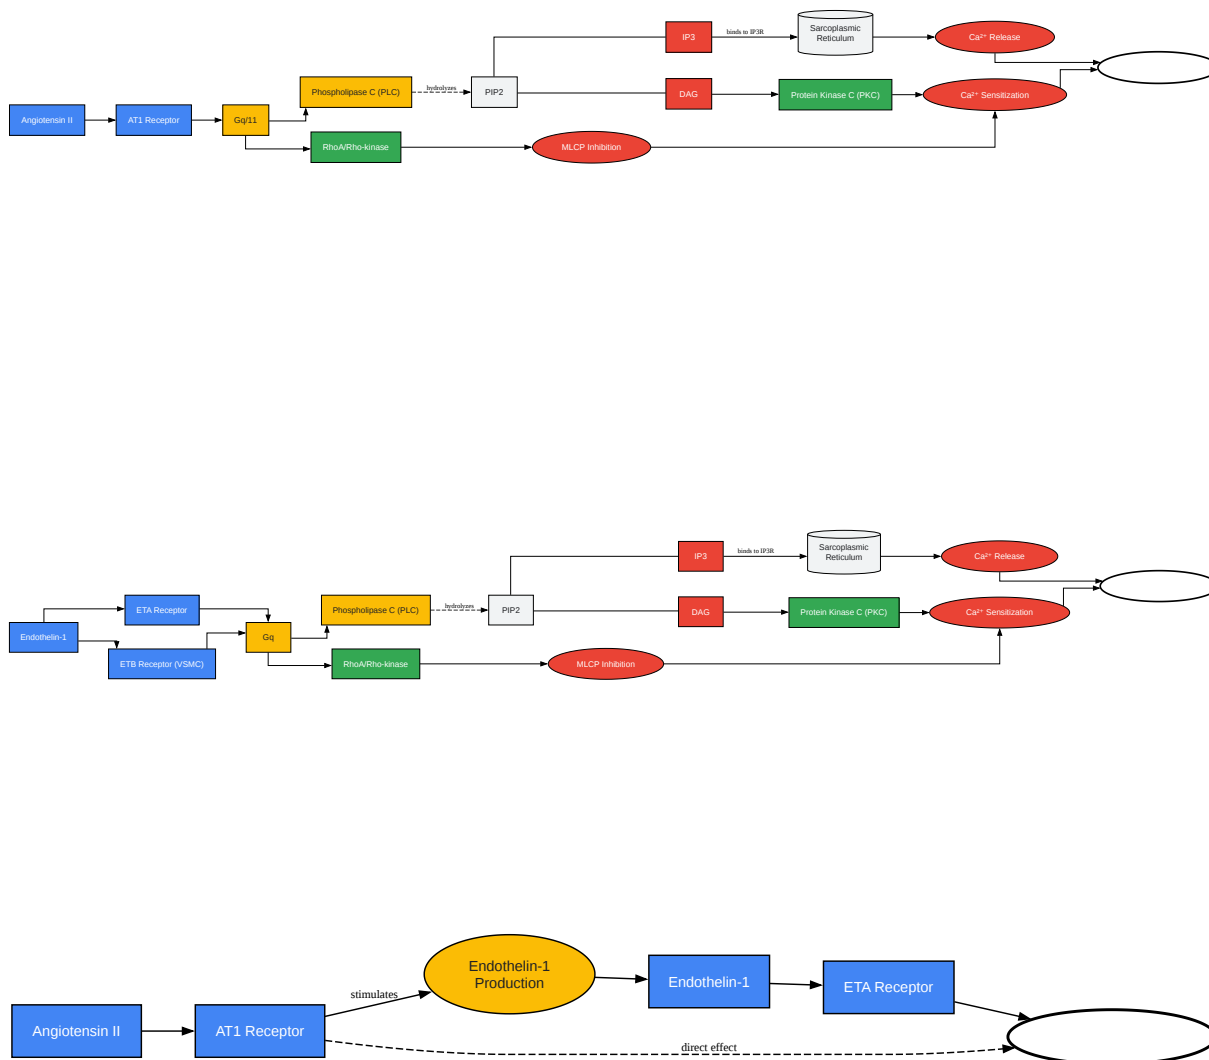 IP3
binds to IP3R
Sarcoplasmic
Reticulum
Ca²⁺ Release
Phospholipase C (PLC)
hydrolyzes
PIP2
DAG
Protein Kinase C (PKC)
Ca²⁺ Sensitization
Angiotensin II
AT1 Receptor
Gq/11
RhoA/Rho-kinase
MLCP Inhibition
IP3
binds to IP3R
Sarcoplasmic
Reticulum
Ca²⁺ Release
ETA Receptor
Phospholipase C (PLC)
hydrolyzes
PIP2
DAG
Protein Kinase C (PKC)
Ca²⁺ Sensitization
Endothelin-1
Gq
ETB Receptor (VSMC)
RhoA/Rho-kinase
MLCP Inhibition
Endothelin-1
Production
Endothelin-1
ETA Receptor
stimulates
Angiotensin II
AT1 Receptor
direct effect